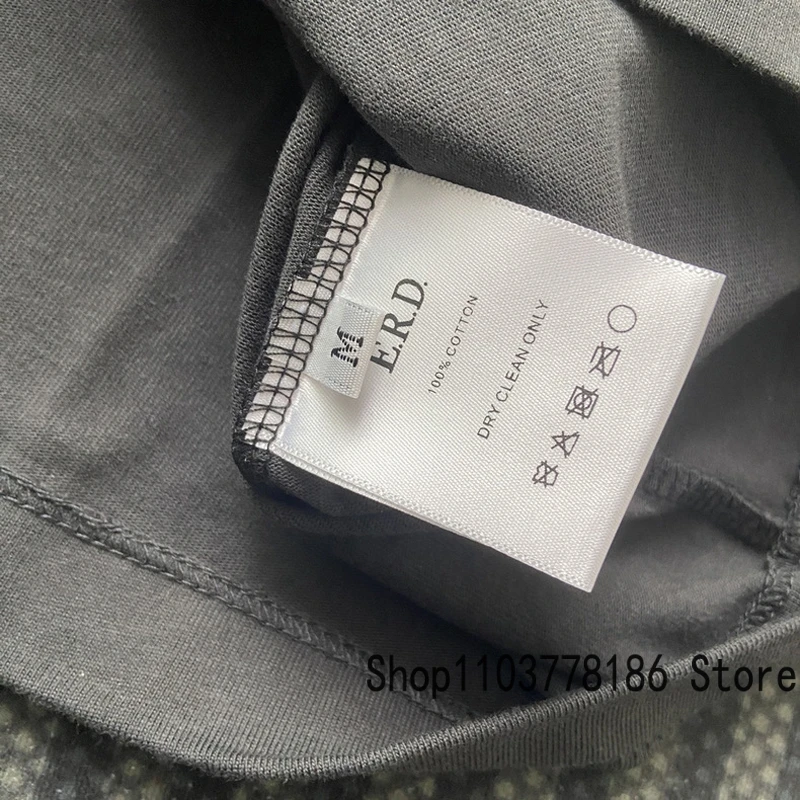 M
E.R.D.
100% COTTON
DRY CLEAN ONLY
Shop1103778186 Store